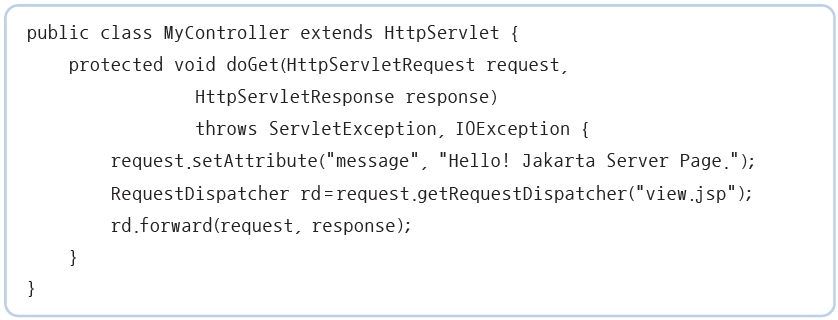 public class MyController extends HttpServlet {
    protected void doGet(HttpServletRequest request,
                HttpServletResponse response)
                throws ServletException, IOException {
        request.setAttribute("message", "Hello! Jakarta Server Page.");
        RequestDispatcher rd=request.getRequestDispatcher("view.jsp");
        rd.forward(request, response);
    }
}